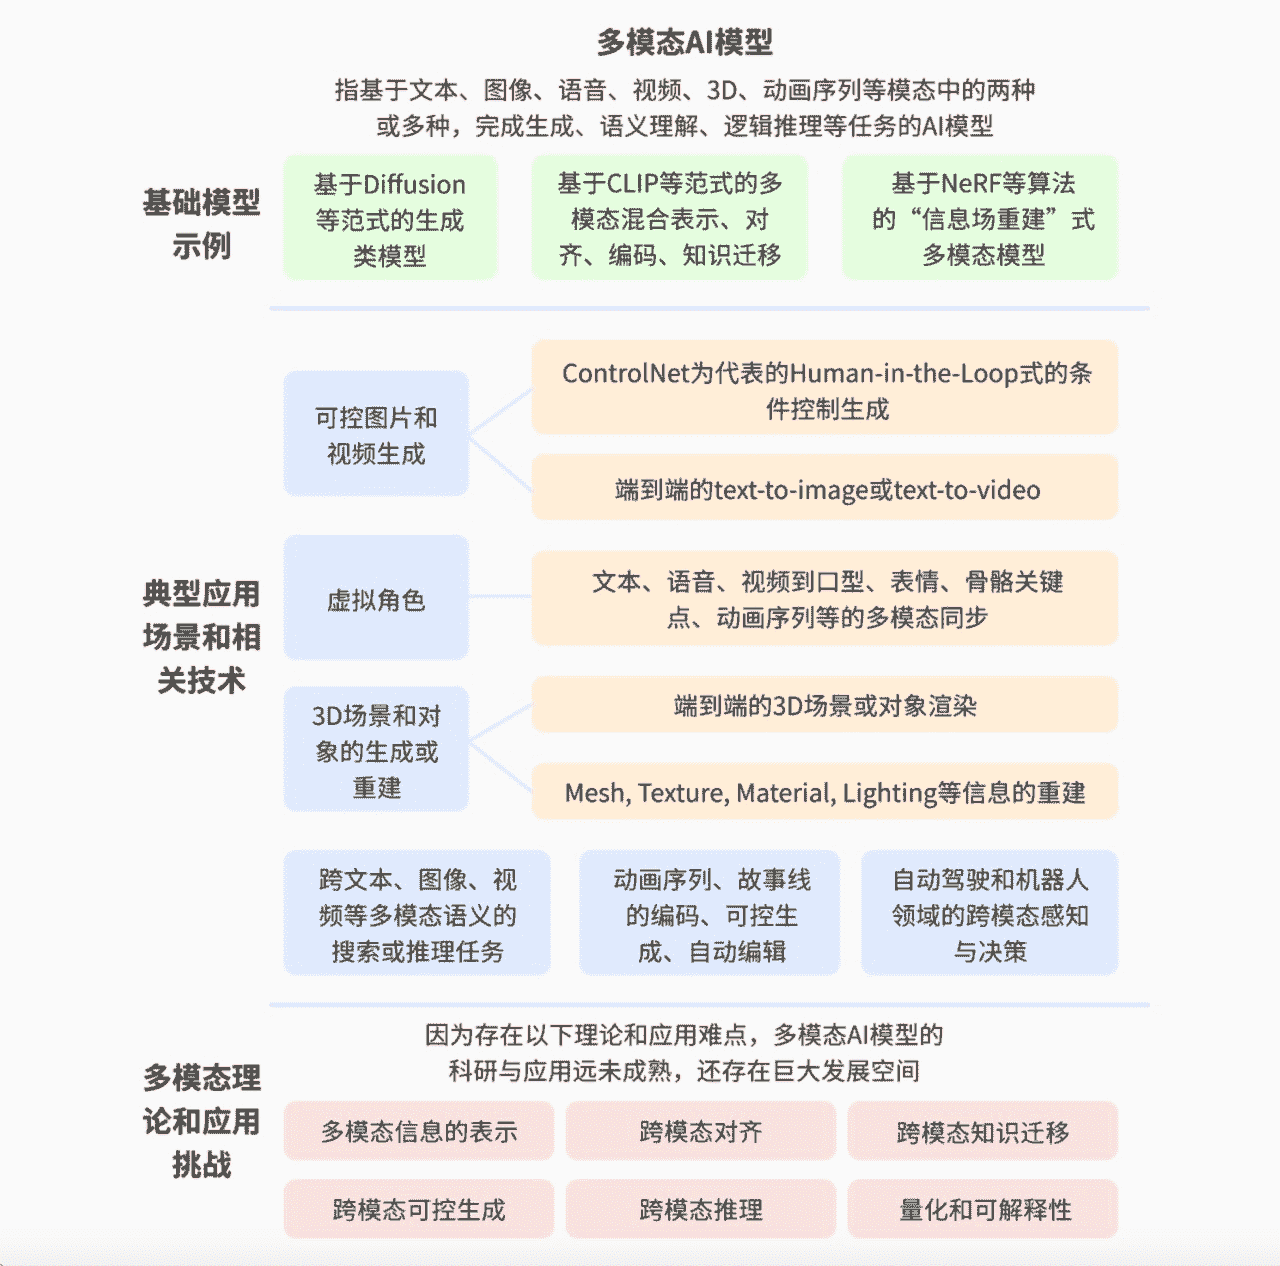 多模态AI模型
指基于文本、图像、语音、视频、3D、动画序列等模态中的两种
或多种，完成生成、语义理解、逻辑推理等任务的AI模型
基础模型
示例
基于Diffusion
等范式的生成
类模型
基于CLIP等范式的多
模态混合表示、对
齐、编码、知识迁移
基于NeRF等算法
的“信息场重建”式
多模态模型
典型应用
场景和相
关技术
可控图片和
视频生成
ControlNet为代表的Human-in-the-Loop式的条
件控制生成
端到端的text-to-image或text-to-video
虚拟角色
文本、语音、视频到口型、表情、骨骼关键
点、动画序列等的多模态同步
3D场景和对
象的生成或
重建
端到端的3D场景或对象渲染
Mesh, Texture, Material, Lighting等信息的重建
跨文本、图像、视
频等多模态语义的
搜索或推理任务
动画序列、故事线
的编码、可控生
成、自动编辑
自动驾驶和机器人
领域的跨模态感知
与决策
多模态理
论和应用
挑战
因为存在以下理论和应用难点，多模态AI模型的
科研与应用远未成熟，还存在巨大发展空间
多模态信息的表示
跨模态对齐
跨模态知识迁移
跨模态可控生成
跨模态推理
量化和可解释性